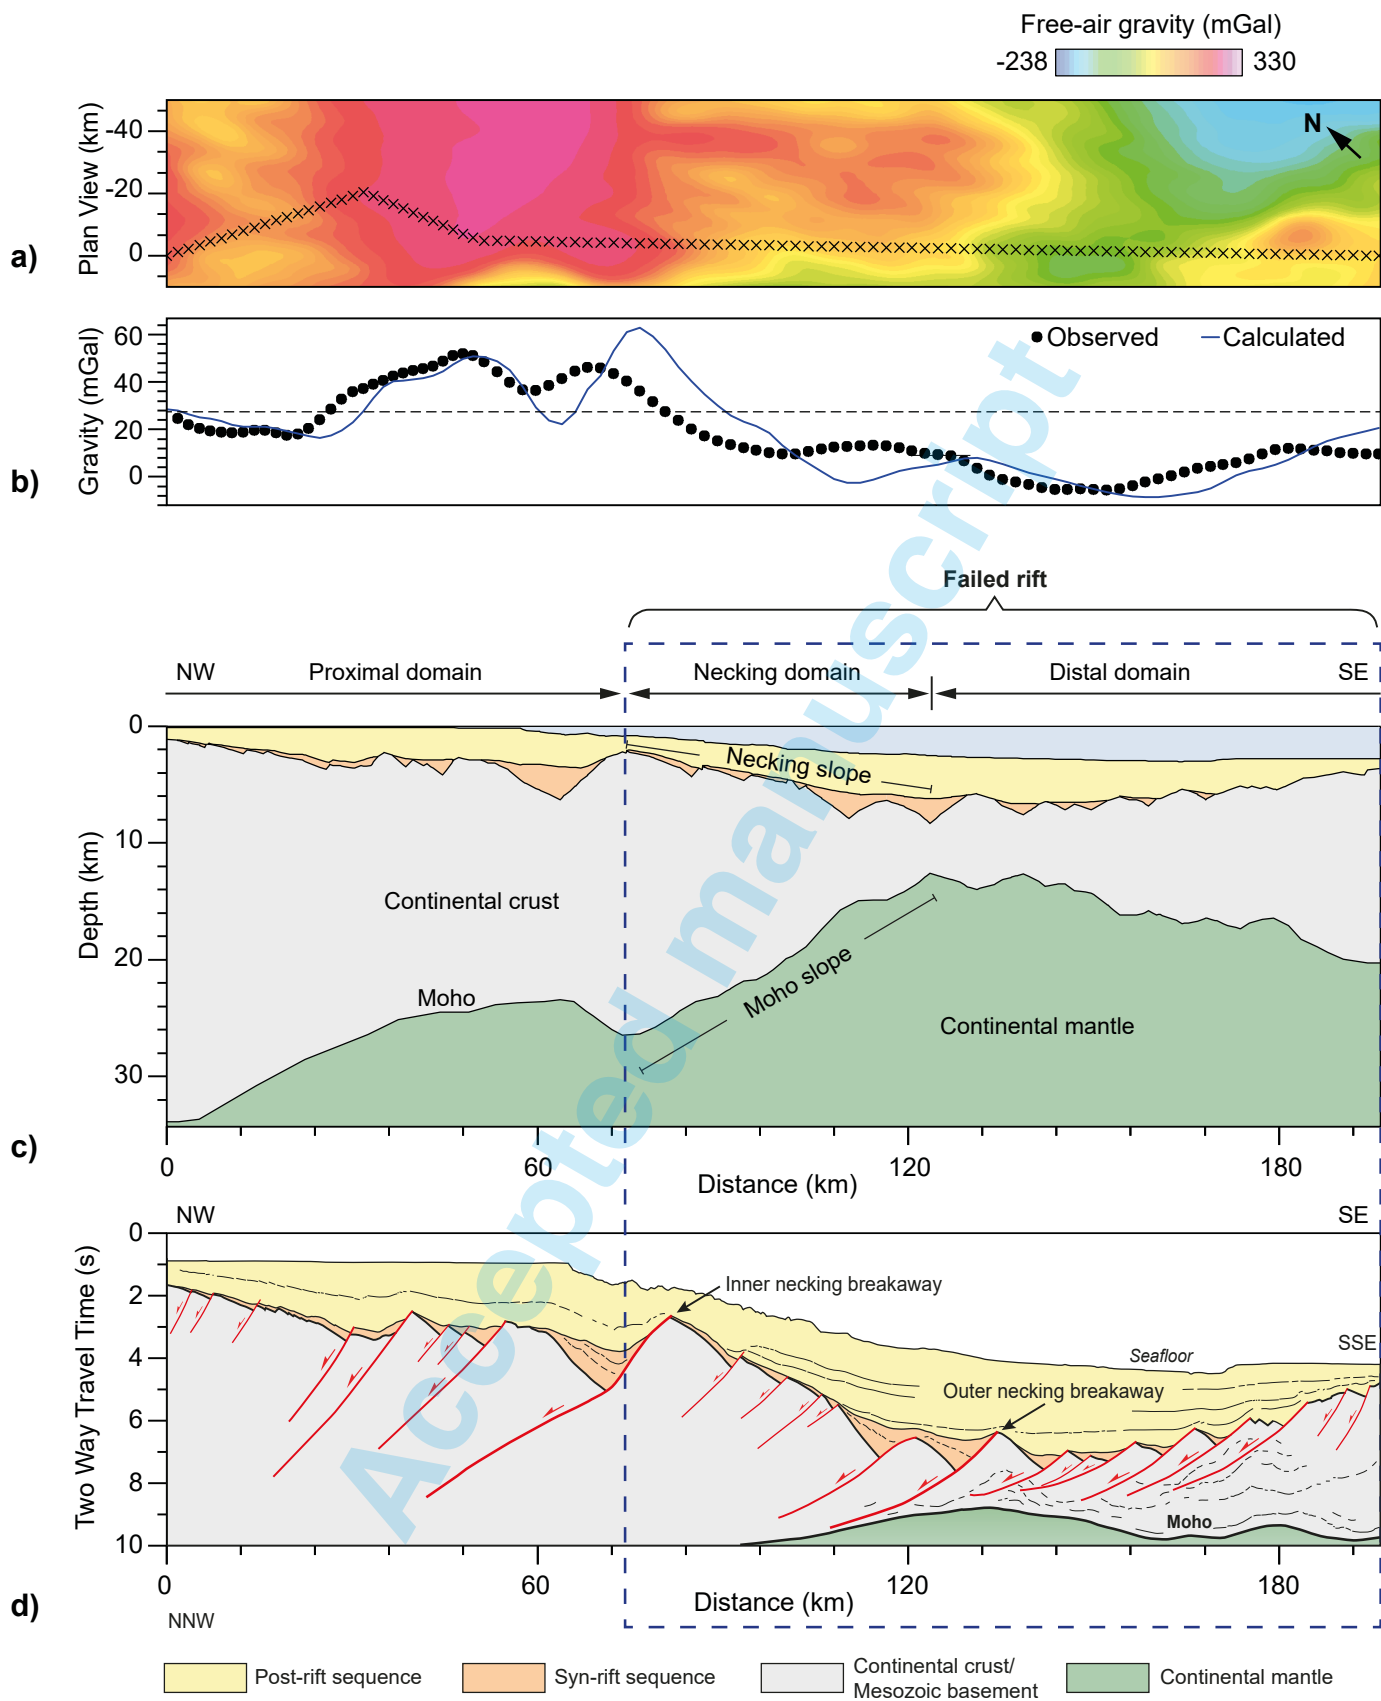 Free-air gravity (mGal)
-238 330
Plan View (km)
-40
-20
0
N
a)
Gravity (mGal)
60
40
20
0
Observed Calculated
b)
Failed rift
NW Proximal domain Necking domain Distal domain SE
Depth (km)
0
10
20
30
Necking slope
Continental crust
Moho
Moho slope
Continental mantle
c)
0 60 120 180
Distance (km)
NW SE
Two Way Travel Time (s)
0
2
4
6
8
10
Inner necking breakaway
Seafloor
SSE
Outer necking breakaway
Moho
0 60 120 180
Distance (km)
d)
NNW
Post-rift sequence
Syn-rift sequence
Continental crust/
Mesozoic basement
Continental mantle
Accepted manuscript